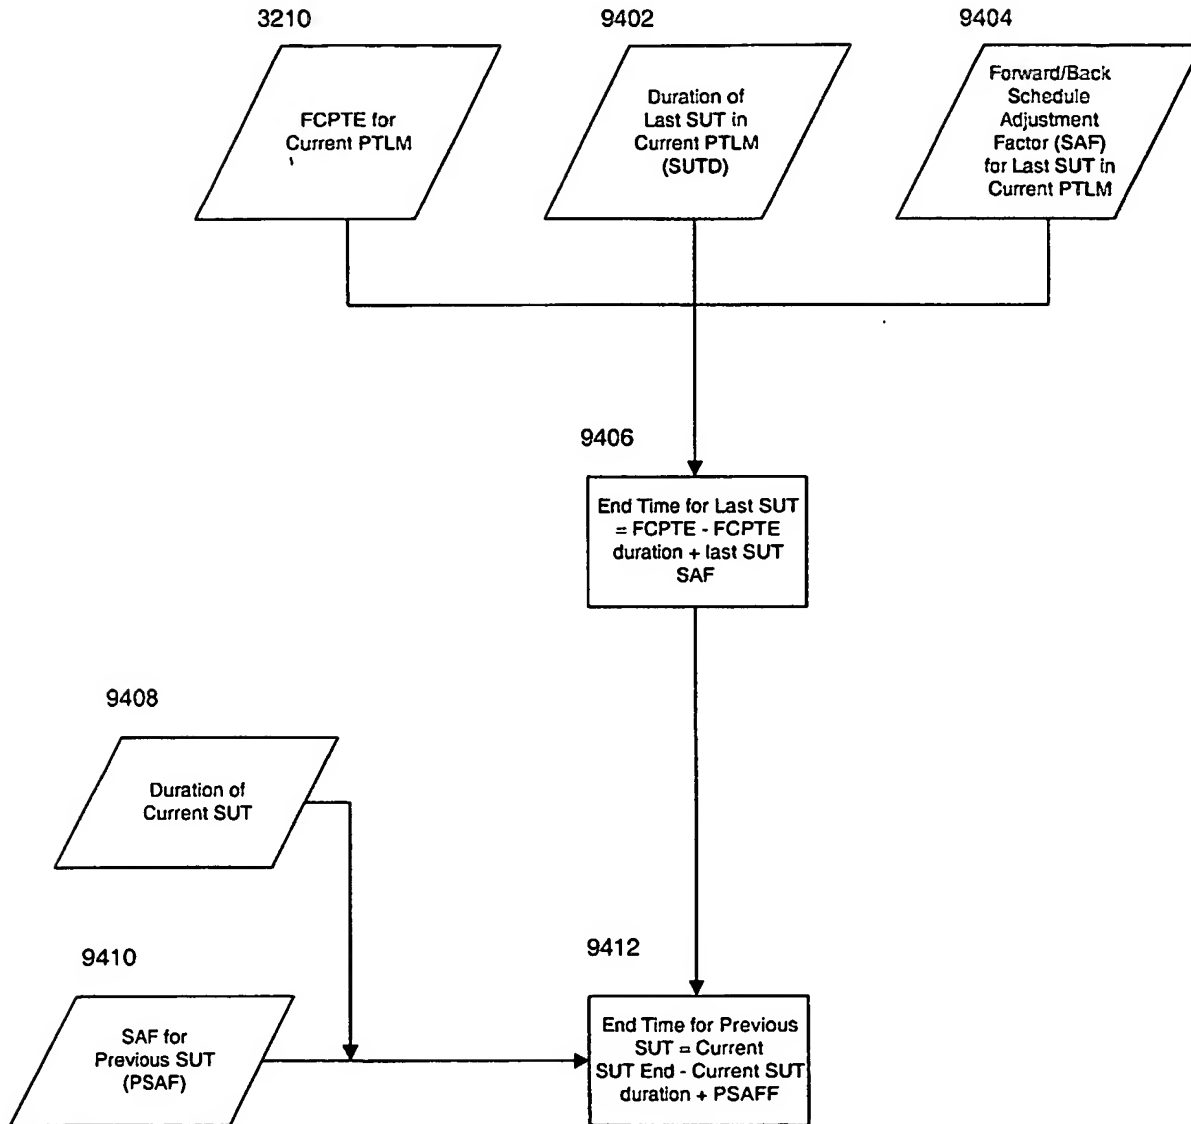 3210
9402
9404
FCPTE for
Current PTLM
Duration of
Last SUT in
Current PTLM
(SUTD)
Forward/Back
Schedule
Adjustment
Factor (SAF)
for Last SUT in
Current PTLM
9406
End Time for Last SUT
= FCPTE - FCPTE
duration + last SUT
SAF
9408
Duration of
Current SUT
9410
SAF for
Previous SUT
(PSAF)
9412
End Time for Previous
SUT = Current
SUT End - Current SUT
duration + PSAFF